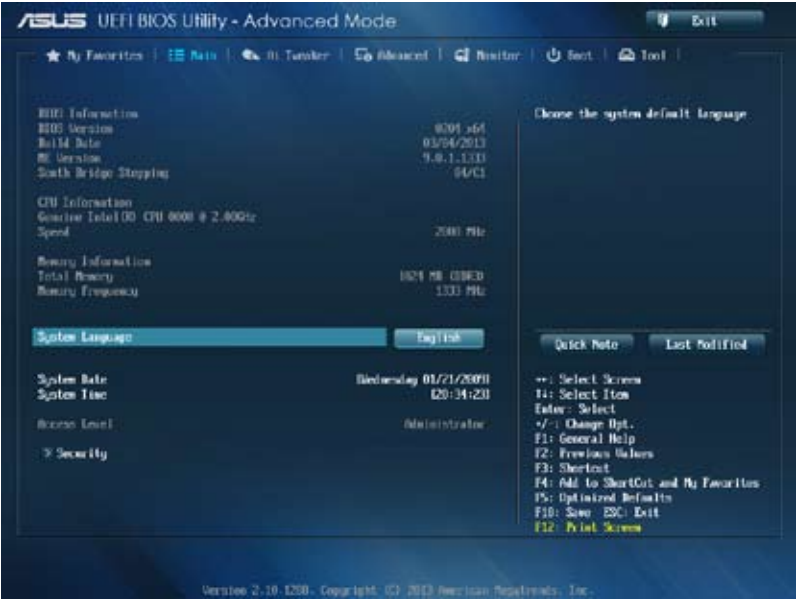 ASUS UEFI BIOS Utility - Advanced Mode
Exit
My Favorites Main Ai Tweaker Advanced Monitor Boot Tool
BIOS Information
BIOS Version 0204 x64
Build Date 03/04/2013
ME Version 9.0.1.1333
South Bridge Stepping 04/C1
CPU Information
Genuine Intel(R) CPU 0000 @ 2.00GHz
Speed 2000 MHz
Memory Information
Total Memory 1024 MB (DDR3)
Memory Frequency 1333 MHz
System Language English
System Date [Wednesday 01/21/2009]
System Time [20:34:23]
Access Level Administrator
> Security
Choose the system default language
Quick Note Last Modified
→←: Select Screen
↑↓: Select Item
Enter: Select
+/-: Change Opt.
F1: General Help
F2: Previous Values
F3: Shortcut
F4: Add to ShortCut and My Favorites
F5: Optimized Defaults
F10: Save ESC: Exit
F12: Print Screen
Version 2.10.1208. Copyright (C) 2013 American Megatrends, Inc.